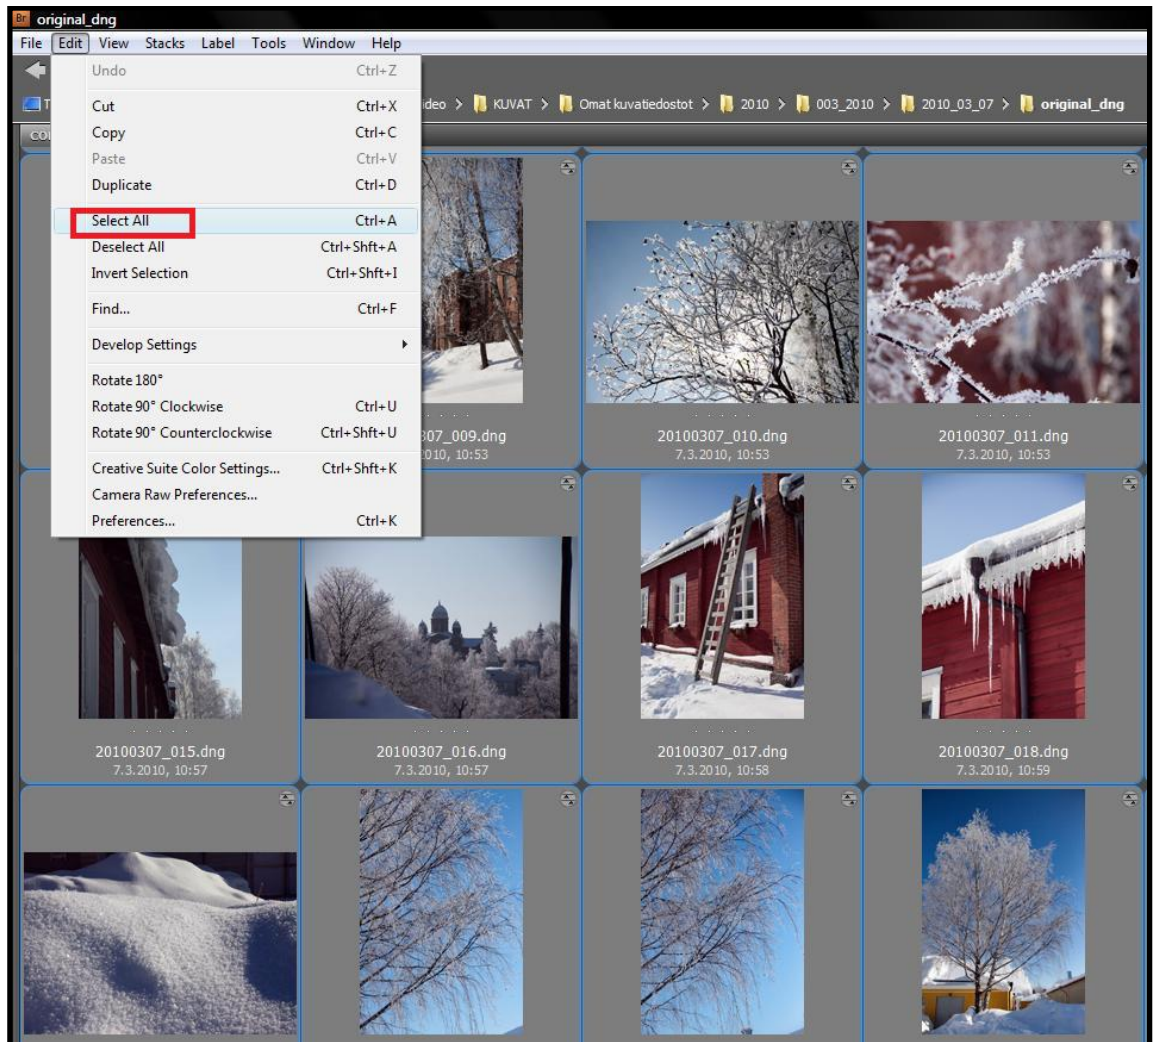 Br original_dng
File Edit View Stacks Label Tools Window Help
ideo > KUVAT > Omat kuvatiedostot > 2010 > 003_2010 > 2010_03_07 > original_dng
Undo Ctrl+Z
Cut Ctrl+X
Copy Ctrl+C
Paste Ctrl+V
Duplicate Ctrl+D
Select All Ctrl+A
Deselect All Ctrl+Shft+A
Invert Selection Ctrl+Shft+I
Find... Ctrl+F
Develop Settings
Rotate 180°
Rotate 90° Clockwise Ctrl+U
Rotate 90° Counterclockwise Ctrl+Shft+U
Creative Suite Color Settings... Ctrl+Shft+K
Camera Raw Preferences...
Preferences... Ctrl+K
307_009.dng 20100307_010.dng 20100307_011.dng
2010, 10:53 7.3.2010, 10:53 7.3.2010, 10:53
20100307_015.dng 20100307_016.dng 20100307_017.dng 20100307_018.dng
7.3.2010, 10:57 7.3.2010, 10:57 7.3.2010, 10:58 7.3.2010, 10:59